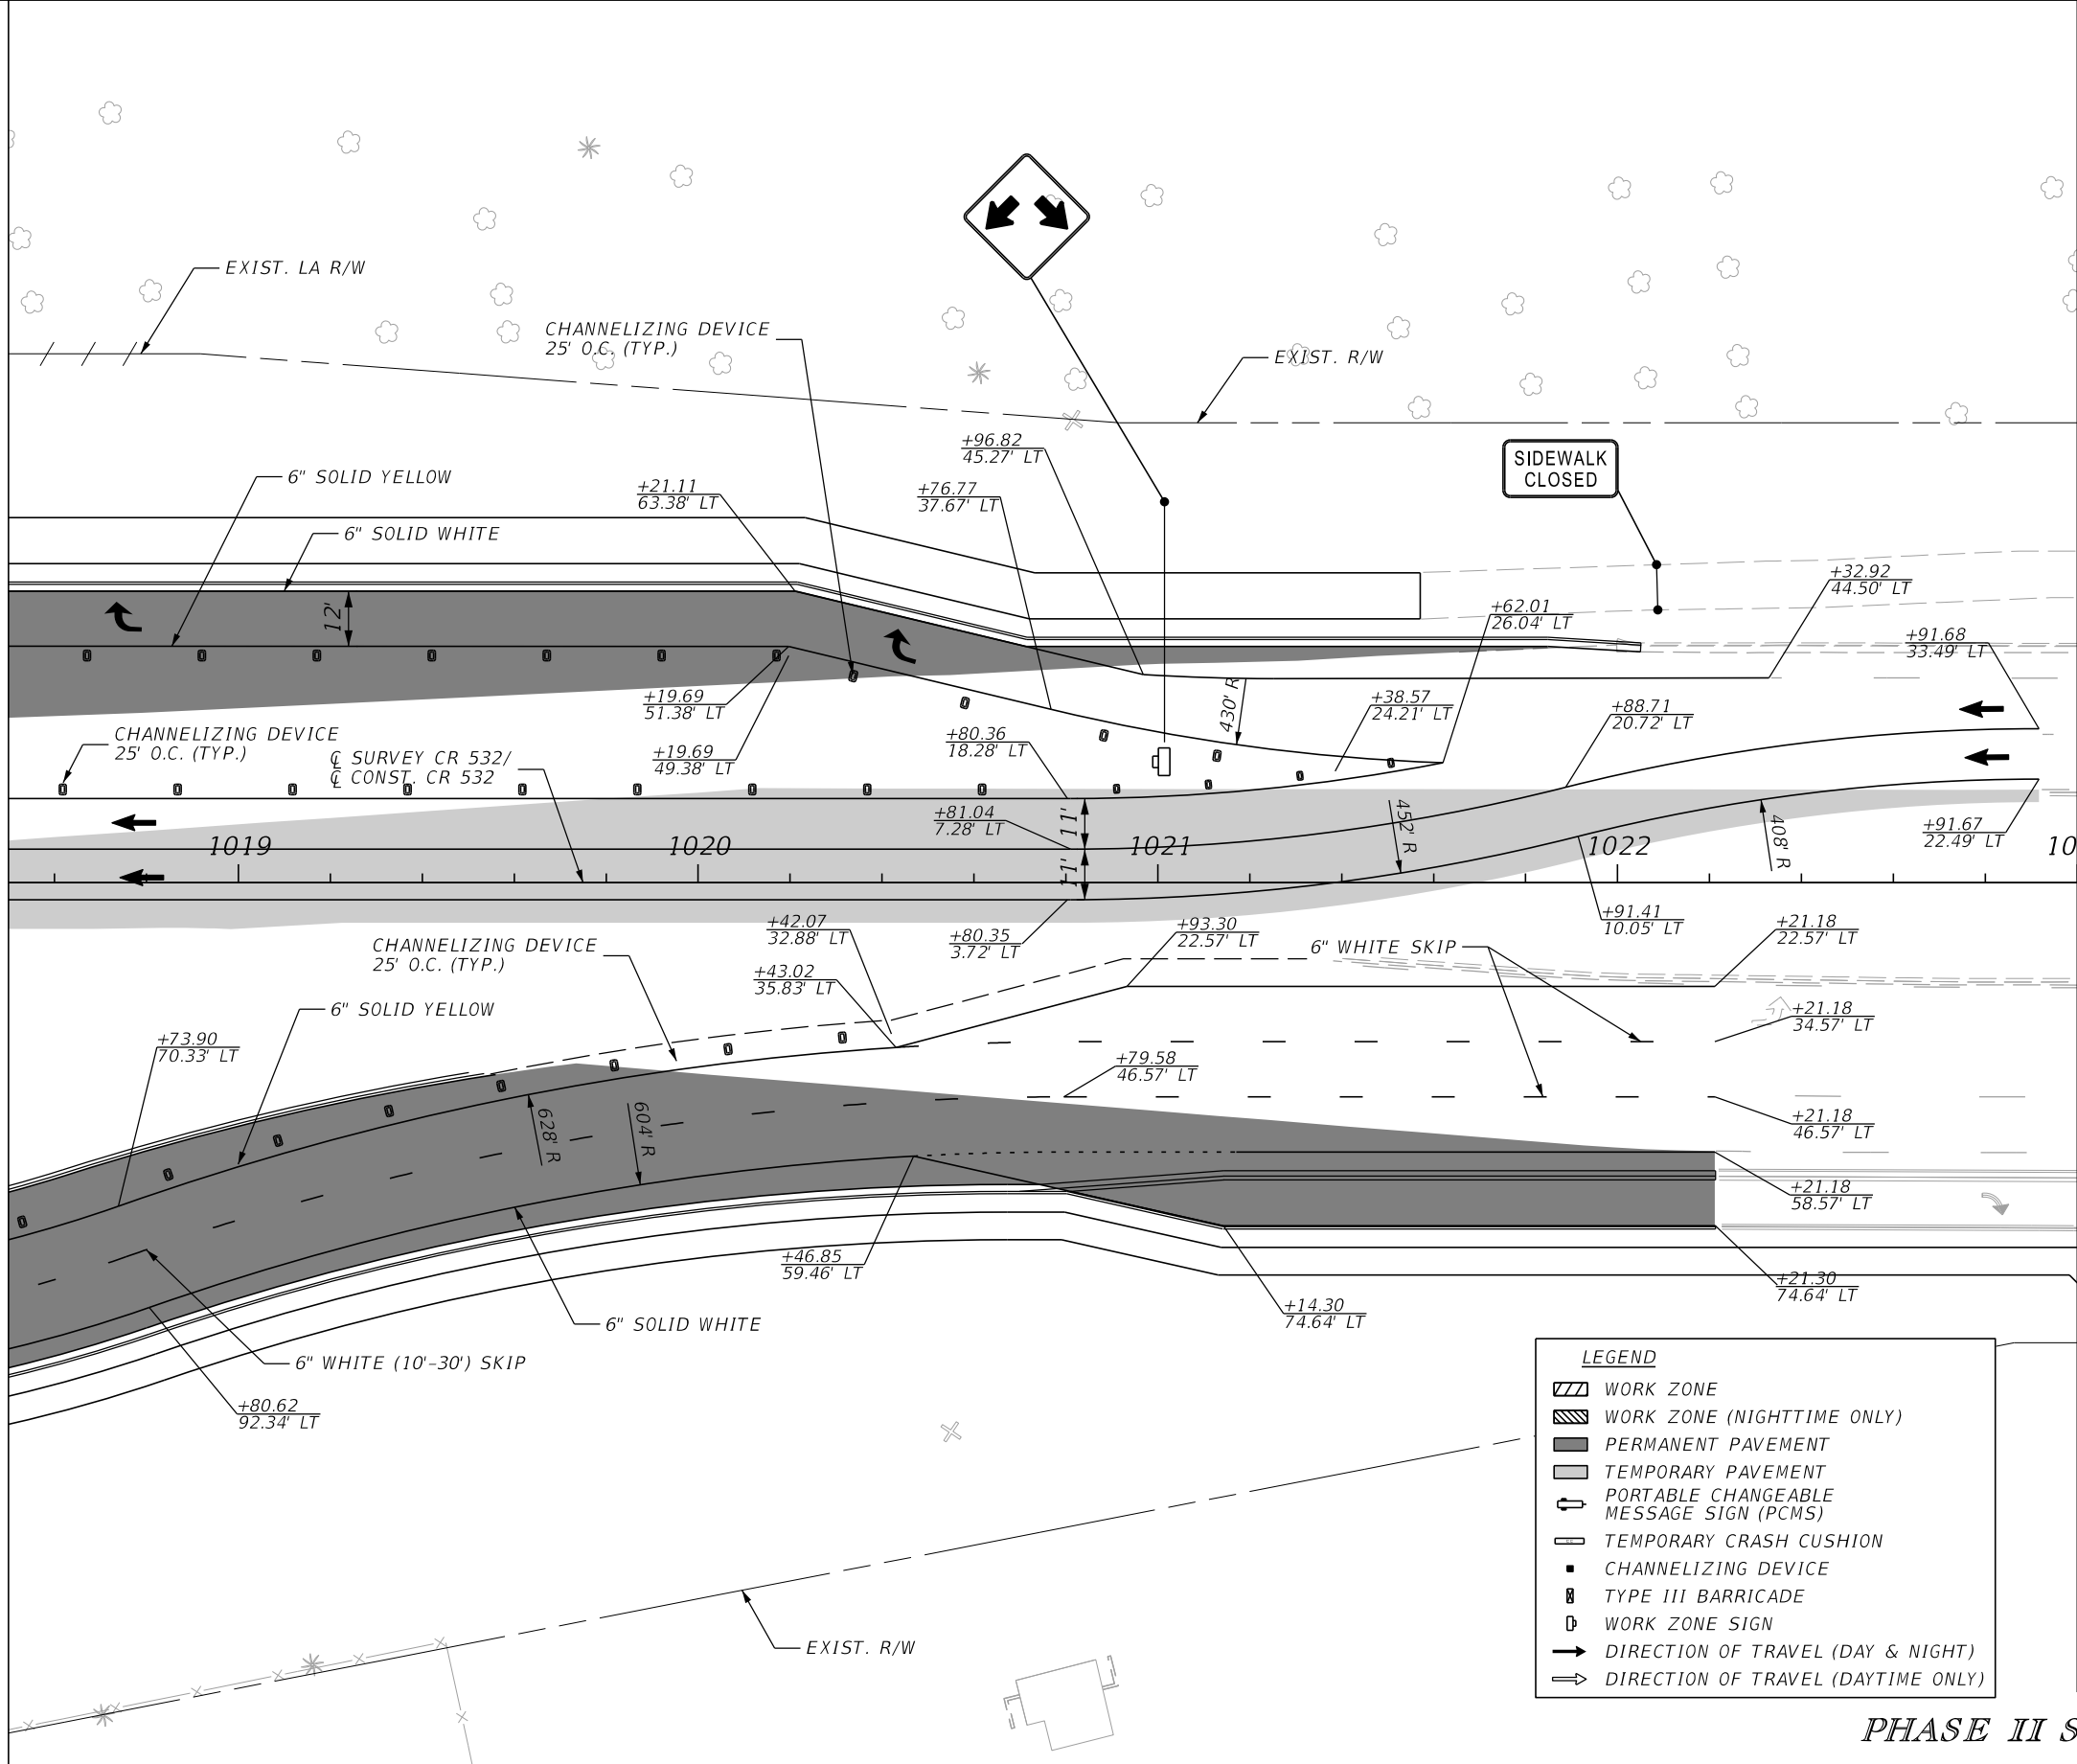 EXIST. LA R/W
CHANNELIZING DEVICE
25' O.C. (TYP.)
EXIST. R/W
+96.82
45.27' LT
SIDEWALK
CLOSED
6" SOLID YELLOW
+21.11
63.38' LT
+76.77
37.67' LT
6" SOLID WHITE
+32.92
44.50' LT
+62.01
26.04' LT
12'
+91.68
33.49' LT
+19.69
51.38' LT
430' R
+38.57
24.21' LT
+88.71
20.72' LT
CHANNELIZING DEVICE
25' O.C. (TYP.)
℄ SURVEY CR 532/
℄ CONST. CR 532
+19.69
49.38' LT
+80.36
18.28' LT
+81.04
7.28' LT
11'
452' R
408' R
+91.67
22.49' LT
1019
1020
1021
1022
10
11'
+42.07
32.88' LT
+80.35
3.72' LT
+93.30
22.57' LT
+91.41
10.05' LT
+21.18
22.57' LT
CHANNELIZING DEVICE
25' O.C. (TYP.)
6" WHITE SKIP
+43.02
35.83' LT
6" SOLID YELLOW
+21.18
34.57' LT
+73.90
70.33' LT
+79.58
46.57' LT
628' R
604' R
+21.18
46.57' LT
+21.18
58.57' LT
+46.85
59.46' LT
+21.30
74.64' LT
+14.30
74.64' LT
6" SOLID WHITE
6" WHITE (10'-30') SKIP
+80.62
92.34' LT
EXIST. R/W
LEGEND
WORK ZONE
WORK ZONE (NIGHTTIME ONLY)
PERMANENT PAVEMENT
TEMPORARY PAVEMENT
PORTABLE CHANGEABLE
MESSAGE SIGN (PCMS)
TEMPORARY CRASH CUSHION
CHANNELIZING DEVICE
TYPE III BARRICADE
WORK ZONE SIGN
DIRECTION OF TRAVEL (DAY & NIGHT)
DIRECTION OF TRAVEL (DAYTIME ONLY)
PHASE II S